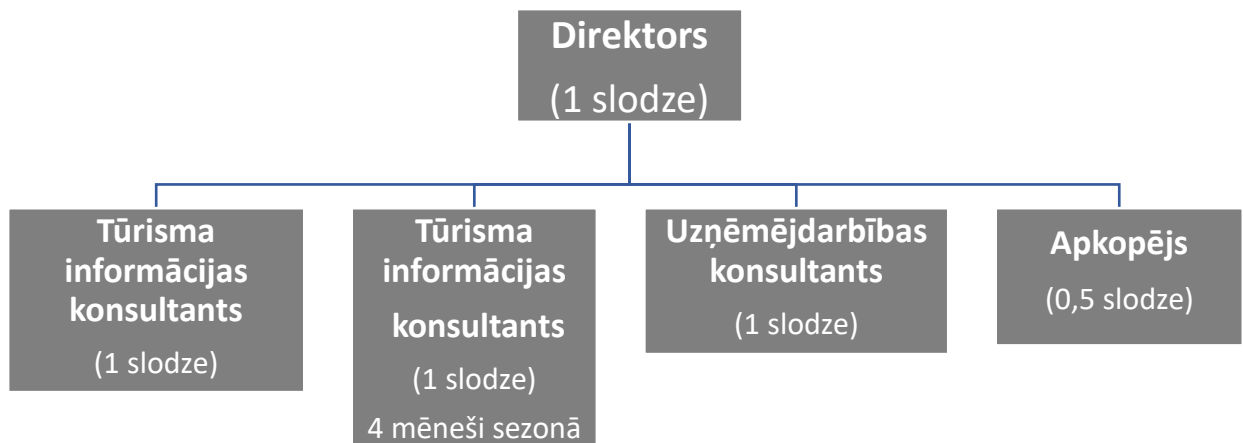 Direktors
(1 slodze)
Tūrisma
informācijas
konsultants
(1 slodze)
Tūrisma
informācijas
konsultants
(1 slodze)
4 mēneši sezonā
Uzņēmējdarbības
konsultants
(1 slodze)
Apkopējs
(0,5 slodze)